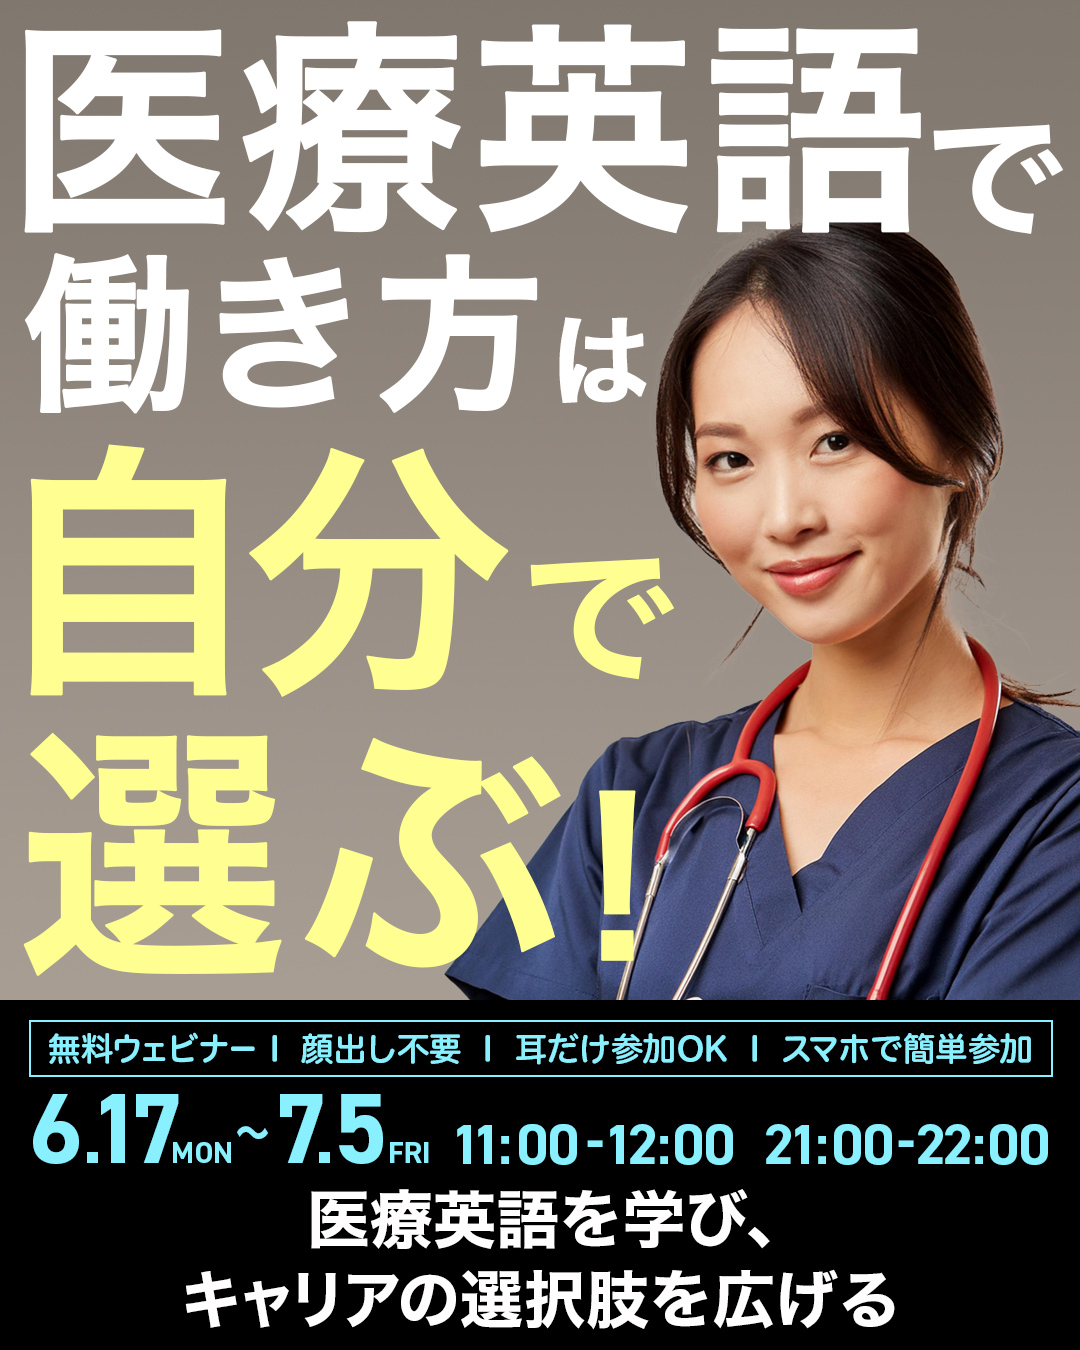 医療英語で
働き方は
自分で
選ぶ!
無料ウェビナー | 顔出し不要 | 耳だけ参加OK | スマホで簡単参加
6.17MON~7.5FRI 11:00-12:00 21:00-22:00
医療英語を学び、
キャリアの選択肢を広げる